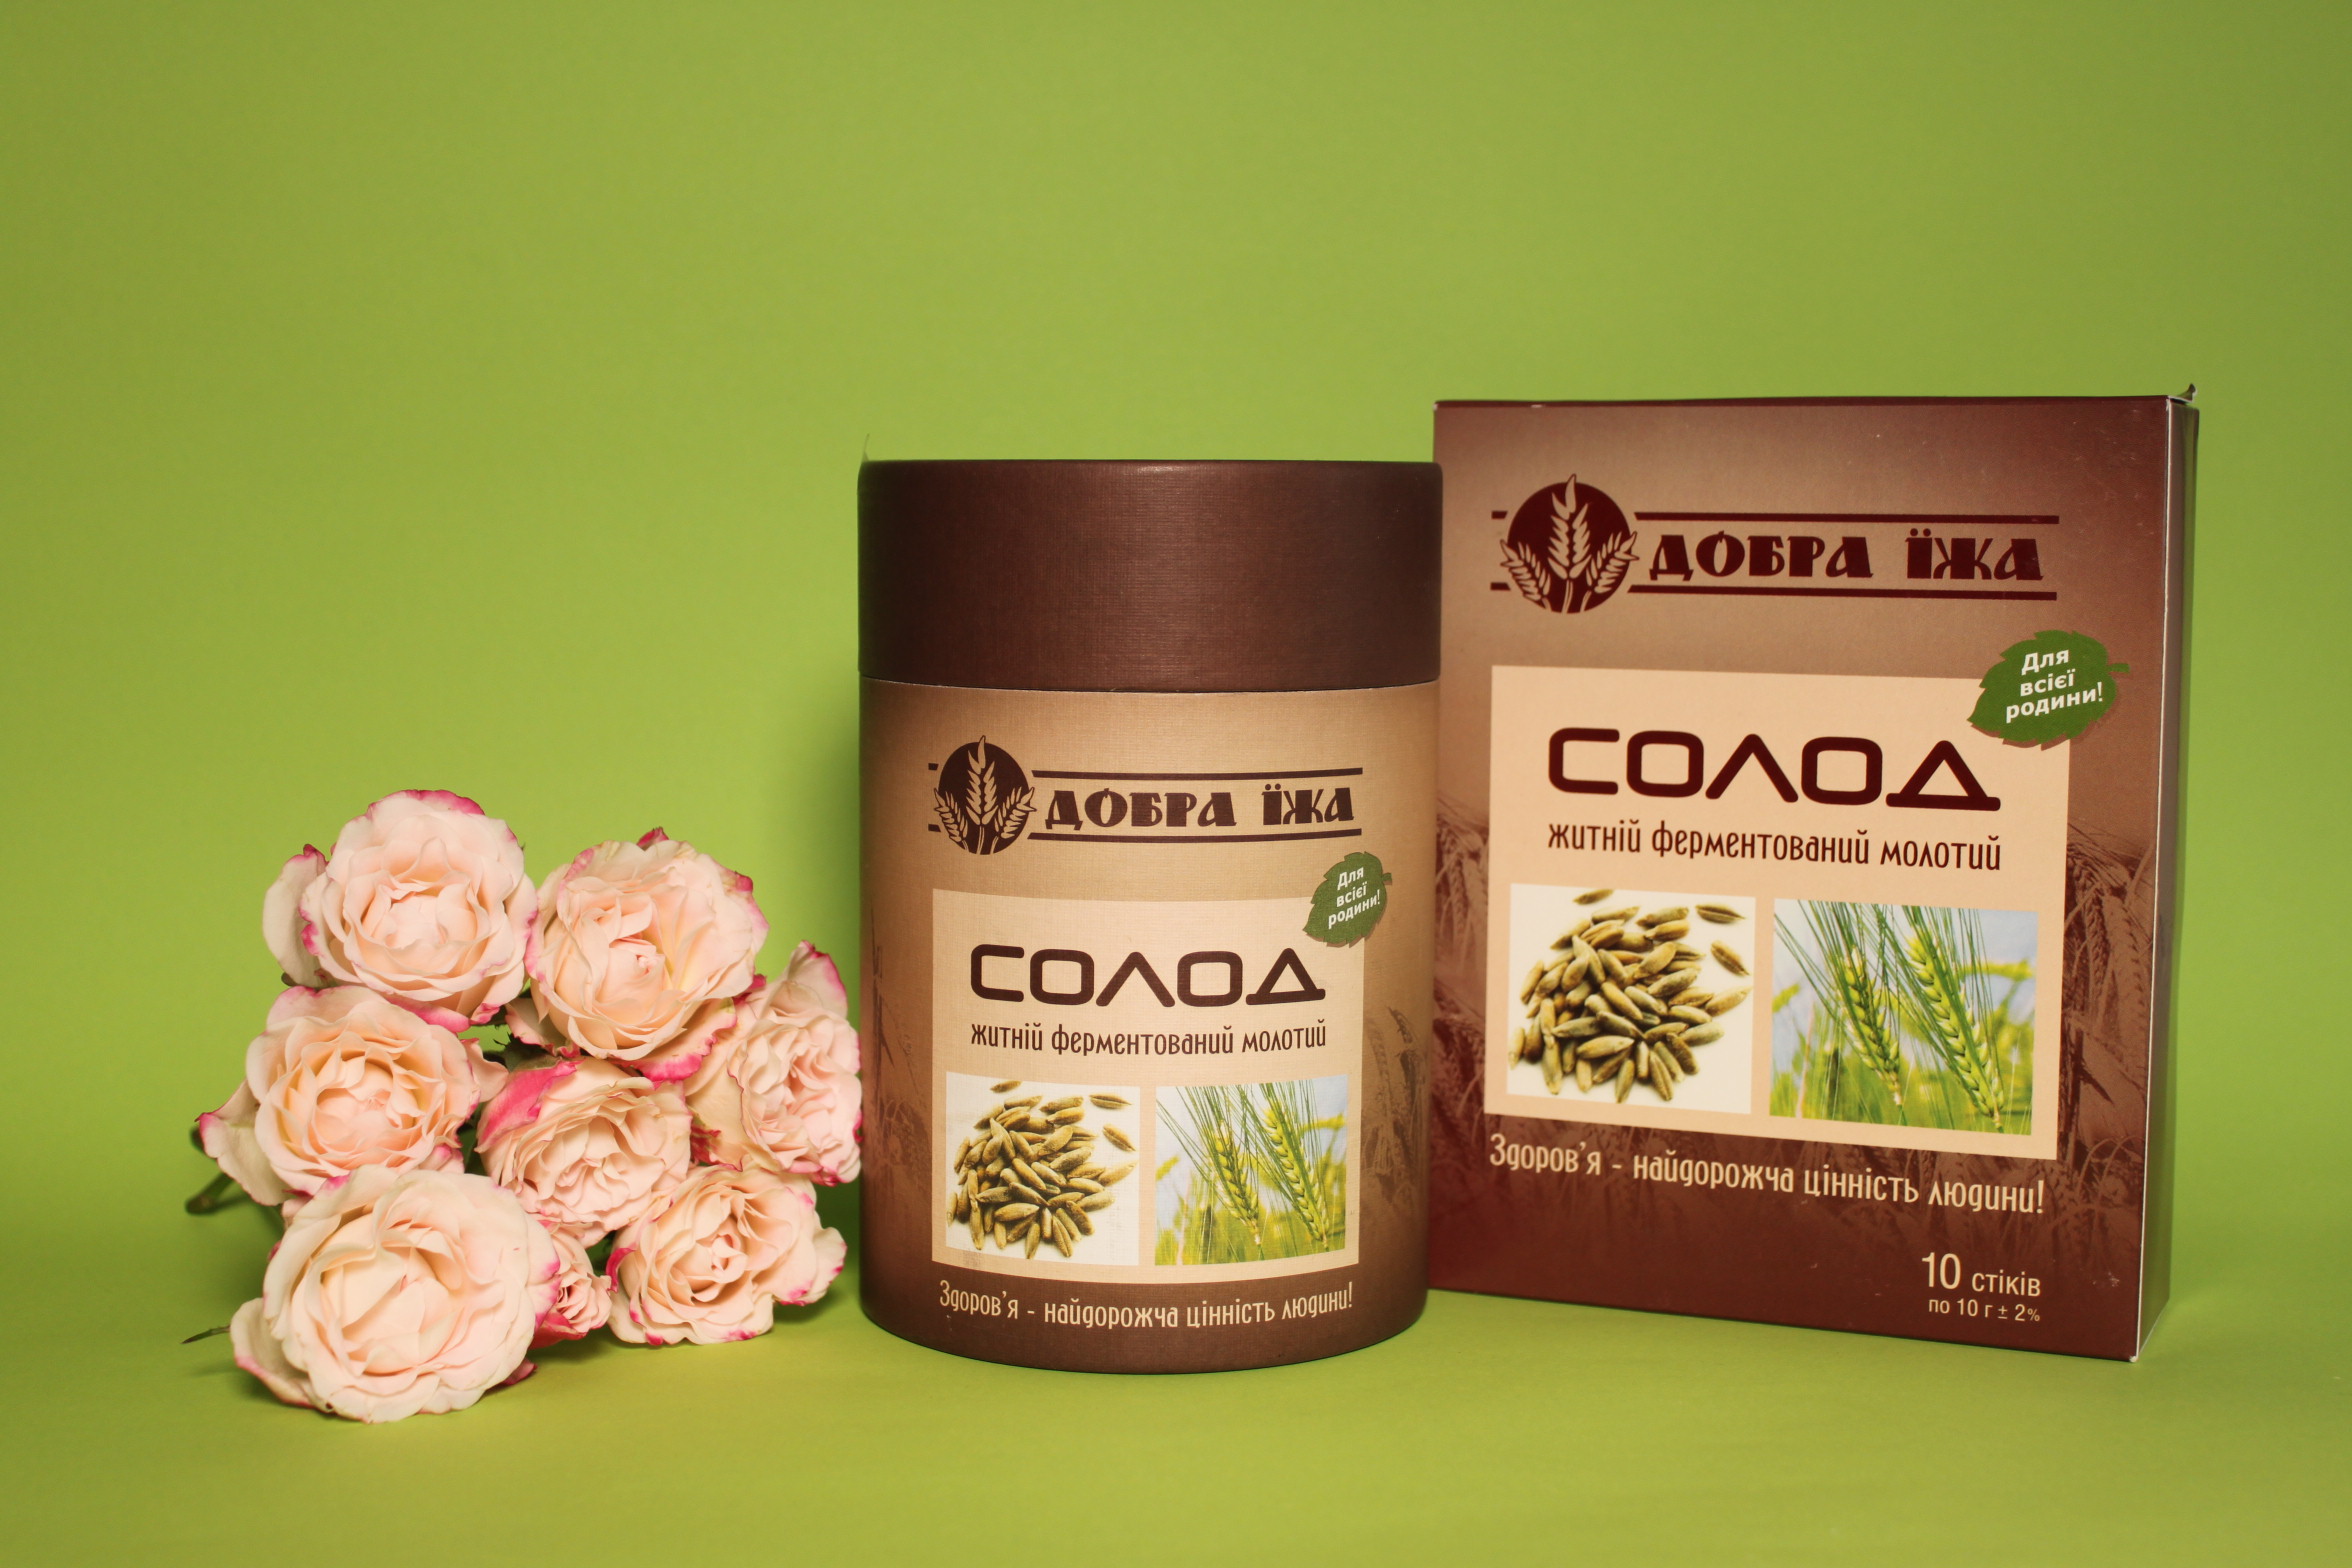 ДОБРА ЇЖА
Для
всієї
родини!
СОЛОД
житній ферментований молотий
Здоров'я - найдорожча цінність людини!
ДОБРА ЇЖА
Для
всієї
родини!
СОЛОД
житній ферментований молотий
Здоров'я - найдорожча цінність людини!
10 стіків
по 10 г ± 2%